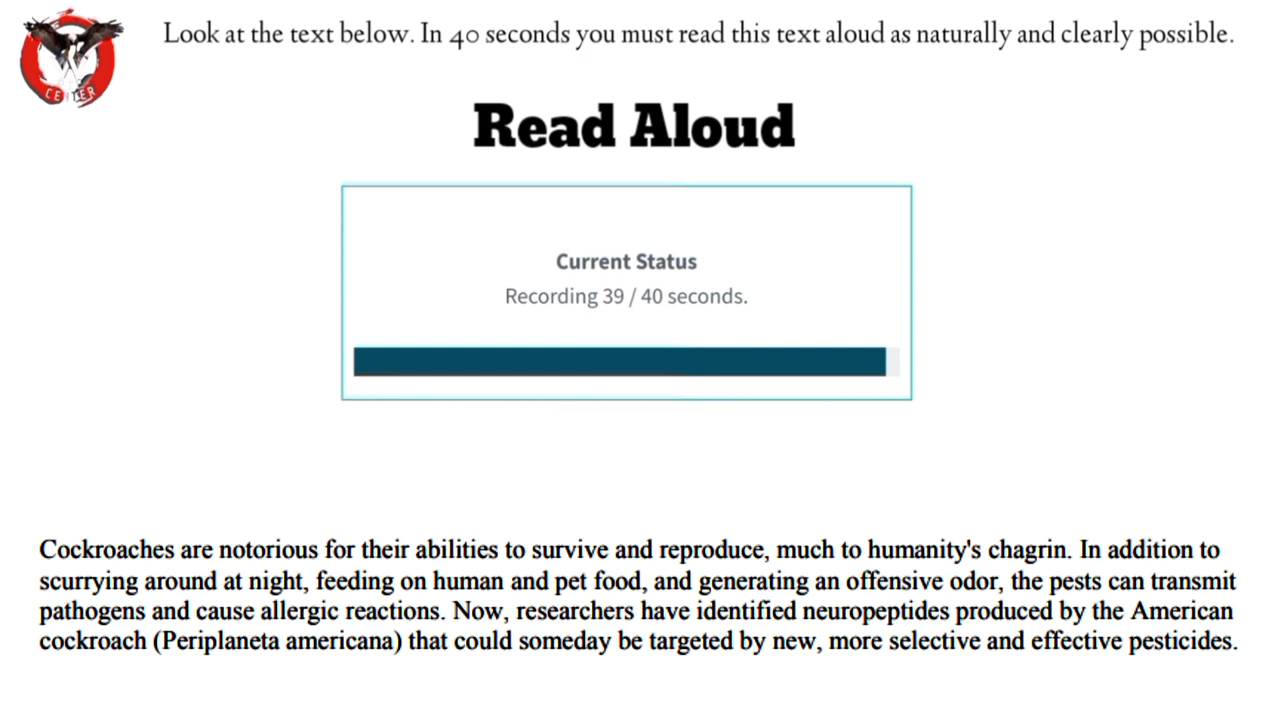 Look at the text below. In 40 seconds you must read this text aloud as naturally and clearly possible.
CENTER
Read Aloud
Current Status
Recording 39 / 40 seconds.
Cockroaches are notorious for their abilities to survive and reproduce, much to humanity's chagrin. In addition to
scurrying around at night, feeding on human and pet food, and generating an offensive odor, the pests can transmit
pathogens and cause allergic reactions. Now, researchers have identified neuropeptides produced by the American
cockroach (Periplaneta americana) that could someday be targeted by new, more selective and effective pesticides.